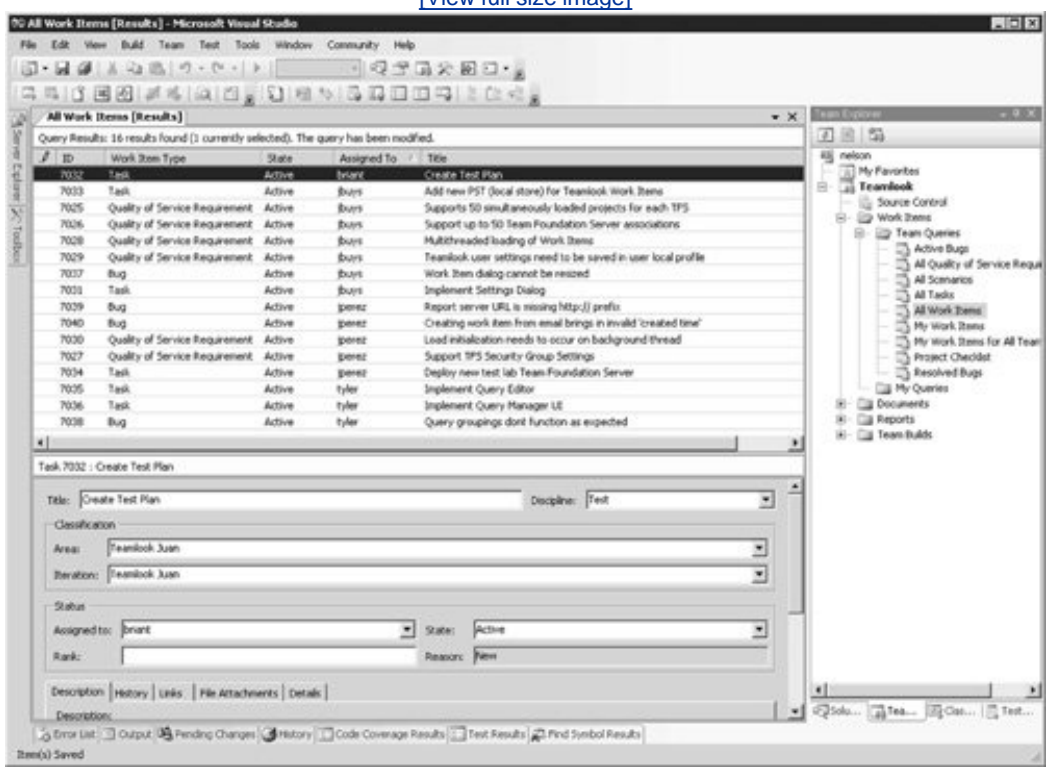 [View full size image]
All Work Items [Results] - Microsoft Visual Studio
File Edit View Build Team Test Tools Window Community Help
Server Explorer
Toolbox
All Work Items [Results]
Query Results: 16 results found (1 currently selected). The query has been modified.
ID Work Item Type State Assigned To Title
7032 Task Active briant Create Test Plan
7033 Task Active jbuys Add new PST (local store) for Teamlook Work Items
7025 Quality of Service Requirement Active jbuys Supports 50 simultaneously loaded projects for each TFS
7026 Quality of Service Requirement Active jbuys Support up to 50 Team Foundation Server associations
7028 Quality of Service Requirement Active jbuys Multithreaded loading of Work Items
7029 Quality of Service Requirement Active jbuys Teamlook user settings need to be saved in user local profile
7037 Bug Active jbuys Work Item dialog cannot be resized
7031 Task Active jbuys Implement Settings Dialog
7039 Bug Active jperez Report server URL is missing http:// prefix
7040 Bug Active jperez Creating work item from email brings in invalid 'created time'
7030 Quality of Service Requirement Active jperez Load initialization needs to occur on background thread
7027 Quality of Service Requirement Active jperez Support TFS Security Group Settings
7034 Task Active jperez Deploy new test lab Team Foundation Server
7035 Task Active tyler Implement Query Editor
7036 Task Active tyler Implement Query Manager UI
7038 Bug Active tyler Query groupings dont function as expected
Task 7032 : Create Test Plan
Title: Create Test Plan Discipline: Test
Classification
Area: Teamlook Juan
Iteration: Teamlook Juan
Status
Assigned to: briant State: Active
Rank: Reason: New
Description History Links File Attachments Details
Description:
Team Explorer
nelson
My Favorites
Teamlook
Source Control
Work Items
Team Queries
Active Bugs
All Quality of Service Requi
All Scenarios
All Tasks
All Work Items
My Work Items
My Work Items for All Team
Project Checklist
Resolved Bugs
My Queries
Documents
Reports
Team Builds
Solu... Tea... Clas... Test...
Error List Output Pending Changes History Code Coverage Results Test Results Find Symbol Results
Item(s) Saved